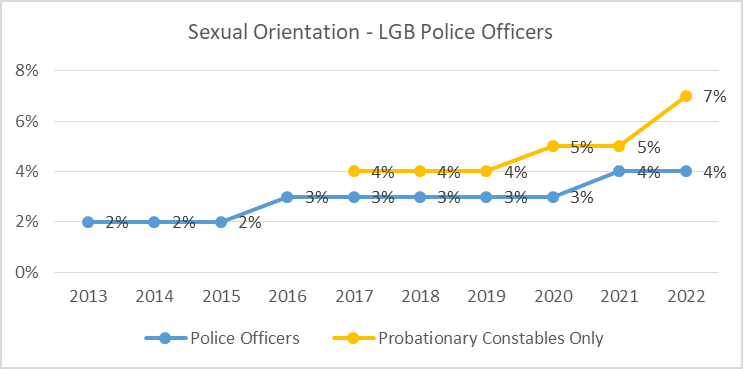 Sexual Orientation - LGB Police Officers
8%
7%
6%
5% 5%
4% 4% 4% 4% 4% 4%
3% 3% 3% 3% 3%
2% 2% 2% 2%
0%
2013 2014 2015 2016 2017 2018 2019 2020 2021 2022
Police Officers Probationary Constables Only